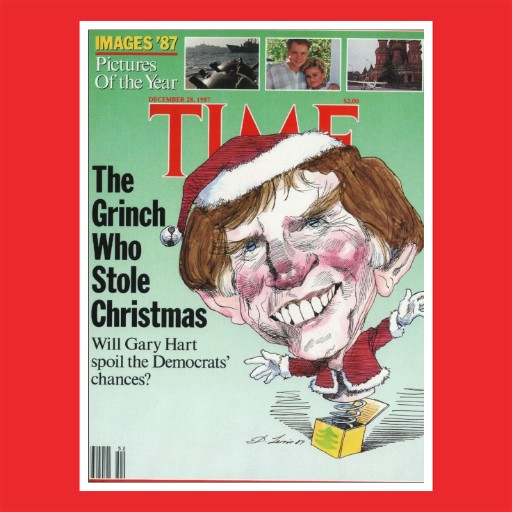 IMAGES '87
Pictures
Of the Year
DECEMBER 28, 1987
$2.00
TIME
The
Grinch
Who
Stole
Christmas
Will Gary Hart
spoil the Democrats'
chances?
52